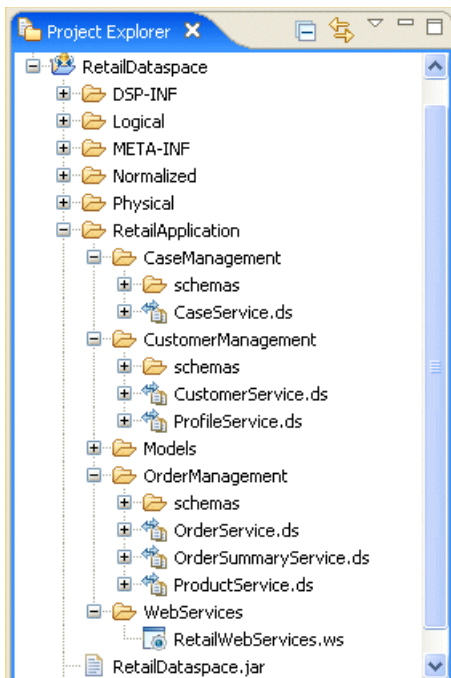 Project Explorer
RetailDataspace
DSP-INF
Logical
META-INF
Normalized
Physical
RetailApplication
CaseManagement
schemas
CaseService.ds
CustomerManagement
schemas
CustomerService.ds
ProfileService.ds
Models
OrderManagement
schemas
OrderService.ds
OrderSummaryService.ds
ProductService.ds
WebServices
RetailWebServices.ws
RetailDataspace.jar